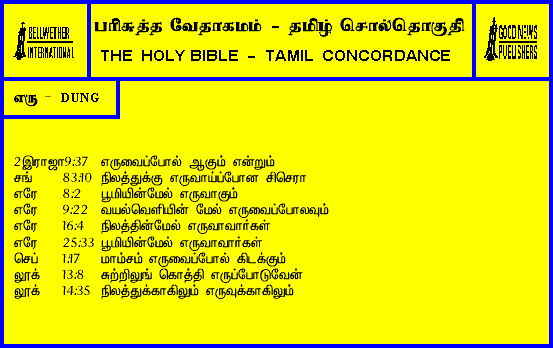 BELLWETHER INTERNATIONAL
பரிசுத்த வேதாகமம் - தமிழ் சொல்தொகுதி
THE HOLY BIBLE - TAMIL CONCORDANCE
GOOD NEWS PUBLISHERS
எரு - DUNG
2இராஜா9:37 எருவைப்போல் ஆகும் என்றும்
சங் 83:10 நிலத்துக்கு எருவாய்ப்போன சிசெரா
எரே 8:2 பூமியின்மேல் எருவாகும்
எரே 9:22 வயல்வெளியின் மேல் எருவைப்போலவும்
எரே 16:4 நிலத்தின்மேல் எருவாவார்கள்
எரே 25:33 பூமியின்மேல் எருவாவார்கள்
செப் 1:17 மாம்சம் எருவைப்போல் கிடக்கும்
லூக் 13:8 சுற்றிலுங் கொத்தி எருப்போடுவேன்
லூக் 14:35 நிலத்துக்காகிலும் எருவுக்காகிலும்